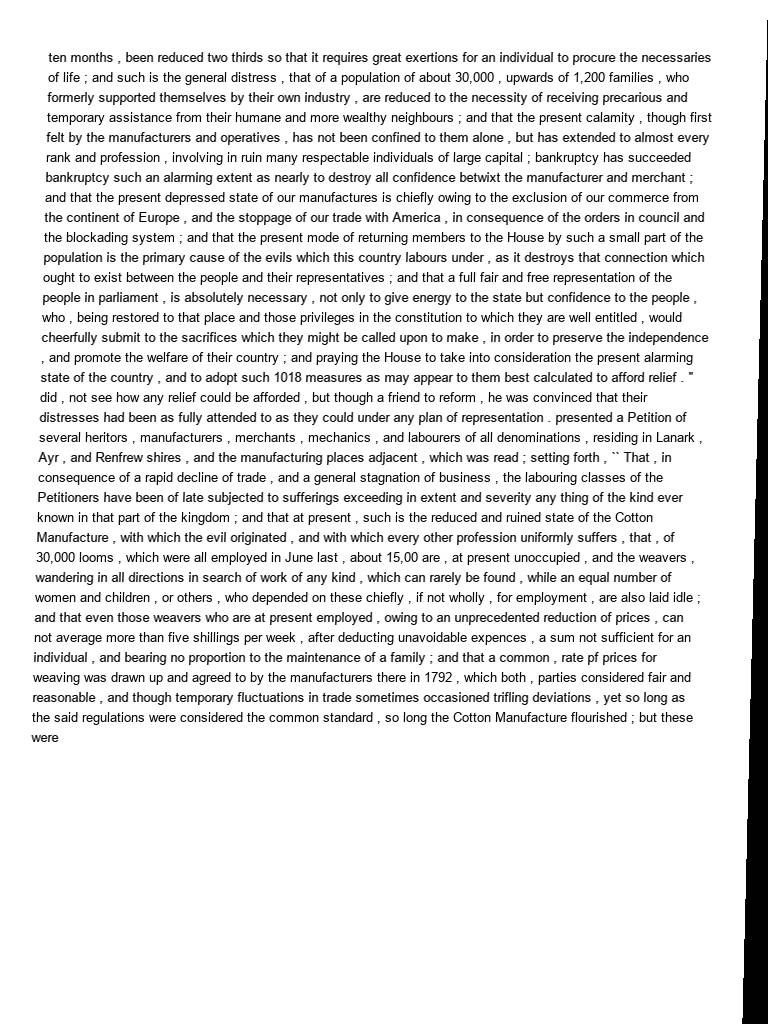 ten months , been reduced two thirds so that it requires great exertions for an individual to procure the necessaries
of life ; and such is the general distress , that of a population of about 30,000 , upwards of 1,200 families , who
formerly supported themselves by their own industry , are reduced to the necessity of receiving precarious and
temporary assistance from their humane and more wealthy neighbours ; and that the present calamity , though first
felt by the manufacturers and operatives , has not been confined to them alone , but has extended to almost every
rank and profession , involving in ruin many respectable individuals of large capital ; bankruptcy has succeeded
bankruptcy such an alarming extent as nearly to destroy all confidence betwixt the manufacturer and merchant ;
and that the present depressed state of our manufactures is chiefly owing to the exclusion of our commerce from
the continent of Europe , and the stoppage of our trade with America , in consequence of the orders in council and
the blockading system ; and that the present mode of returning members to the House by such a small part of the
population is the primary cause of the evils which this country labours under , as it destroys that connection which
ought to exist between the people and their representatives ; and that a full fair and free representation of the
people in parliament , is absolutely necessary , not only to give energy to the state but confidence to the people ,
who , being restored to that place and those privileges in the constitution to which they are well entitled , would
cheerfully submit to the sacrifices which they might be called upon to make , in order to preserve the independence
, and promote the welfare of their country ; and praying the House to take into consideration the present alarming
state of the country , and to adopt such 1018 measures as may appear to them best calculated to afford relief . "
did , not see how any relief could be afforded , but though a friend to reform , he was convinced that their
distresses had been as fully attended to as they could under any plan of representation . presented a Petition of
several heritors , manufacturers , merchants , mechanics , and labourers of all denominations , residing in Lanark ,
Ayr , and Renfrew shires , and the manufacturing places adjacent , which was read ; setting forth , `` That , in
consequence of a rapid decline of trade , and a general stagnation of business , the labouring classes of the
Petitioners have been of late subjected to sufferings exceeding in extent and severity any thing of the kind ever
known in that part of the kingdom ; and that at present , such is the reduced and ruined state of the Cotton
Manufacture , with which the evil originated , and with which every other profession uniformly suffers , that , of
30,000 looms , which were all employed in June last , about 15,00 are , at present unoccupied , and the weavers ,
wandering in all directions in search of work of any kind , which can rarely be found , while an equal number of
women and children , or others , who depended on these chiefly , if not wholly , for employment , are also laid idle ;
and that even those weavers who are at present employed , owing to an unprecedented reduction of prices , can
not average more than five shillings per week , after deducting unavoidable expences , a sum not sufficient for an
individual , and bearing no proportion to the maintenance of a family ; and that a common , rate pf prices for
weaving was drawn up and agreed to by the manufacturers there in 1792 , which both , parties considered fair and
reasonable , and though temporary fluctuations in trade sometimes occasioned trifling deviations , yet so long as
the said regulations were considered the common standard , so long the Cotton Manufacture flourished ; but these
were